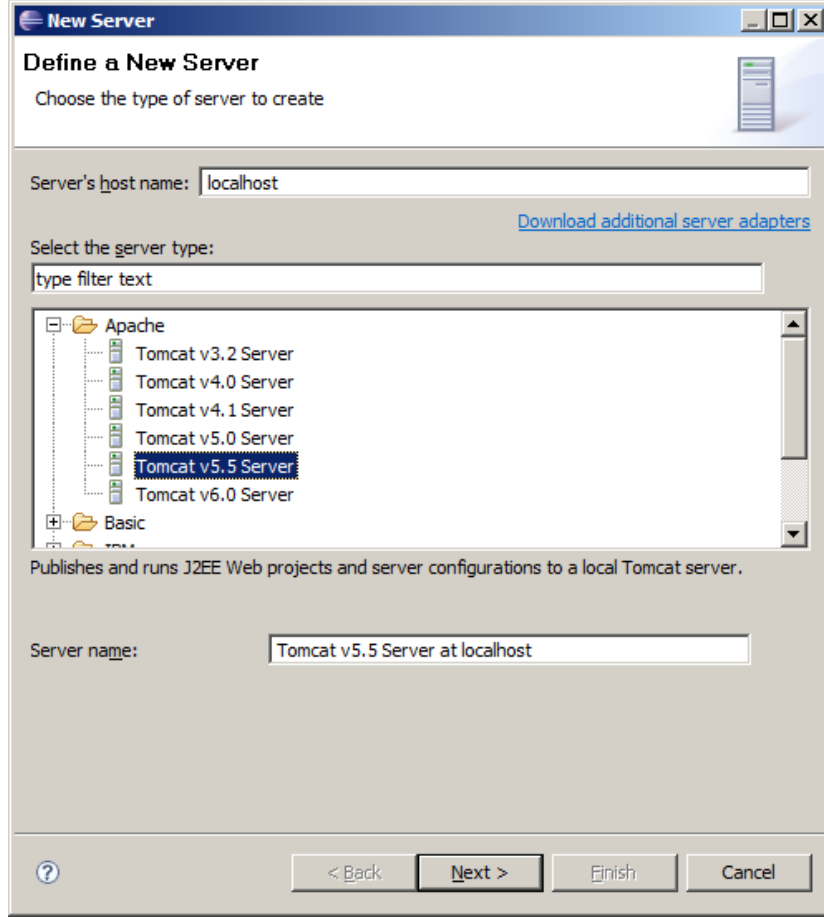 New Server
Define a New Server
Choose the type of server to create
Server's host name: localhost
Download additional server adapters
Select the server type:
type filter text
Apache
Tomcat v3.2 Server
Tomcat v4.0 Server
Tomcat v4.1 Server
Tomcat v5.0 Server
Tomcat v5.5 Server
Tomcat v6.0 Server
Basic
Publishes and runs J2EE Web projects and server configurations to a local Tomcat server.
Server name: Tomcat v5.5 Server at localhost
< Back Next > Finish Cancel